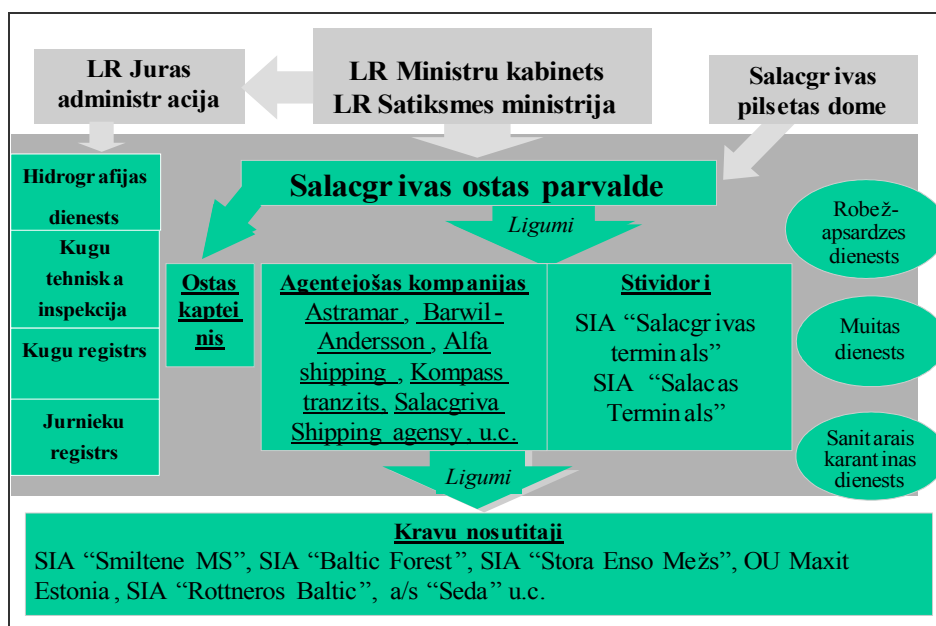 LR Juras
administr acija
LR Ministru kabinets
LR Satiksmes ministrija
Salacgrivas
pilsetas dome
Hidrogr afijas
dienests
Kugu
tehnisk a
inspekcija
Kugu registrs
Jurnieku
registrs
Salacgr ivas ostas parvalde
Ligumi
Ostas
kaptei
nis
Agentejošas kompanijas
Astramar , Barwil-
Andersson , Alfa
shipping , Kompass
tranzits, Salacgriva
Shipping agensy , u.c.
Stividor i
SIA “Salacgr ivas
termin als”
SIA “Salacas
Termin als”
Robež-
apsardzes
dienests
Muitas
dienests
Sanit arais
karant inas
dienests
Ligumi
Kravu nosutitaji
SIA “Smiltene MS”, SIA “Baltic Forest”, SIA “Stora Enso Mežs”, OU Maxit
Estonia , SIA “Rottneros Baltic”, a/s “Seda” u.c.